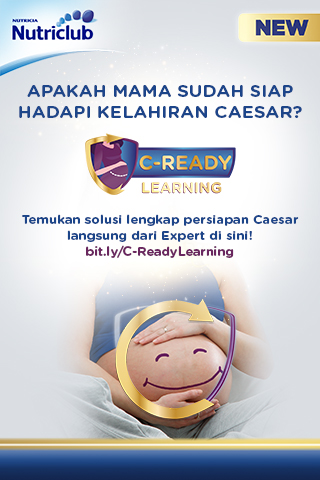 NUTRICIA
Nutriclub
NEW
APAKAH MAMA SUDAH SIAP
HADAPI KELAHIRAN CAESAR?
C-READY
LEARNING
Temukan solusi lengkap persiapan Caesar
langsung dari Expert di sini!
bit.ly/C-ReadyLearning